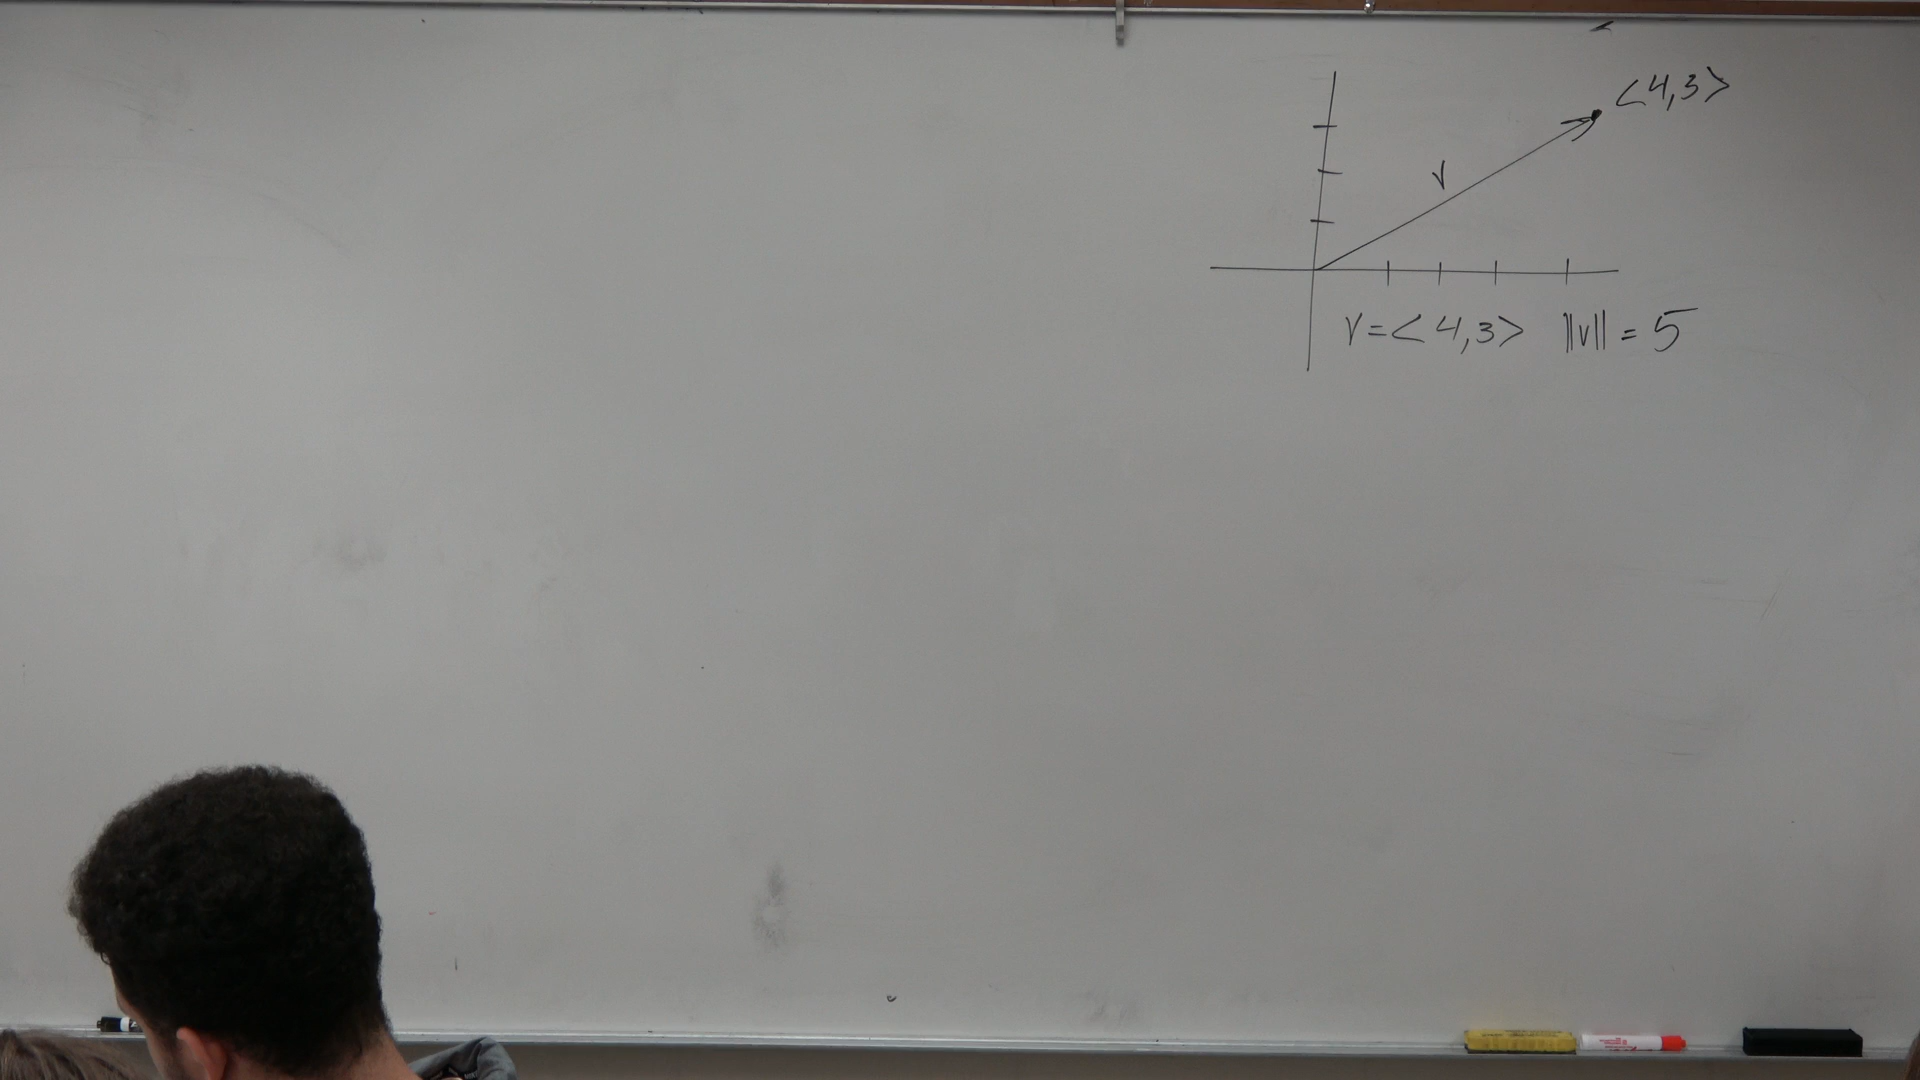 <4,3>
v
v=<4,3> ||v|| = 5